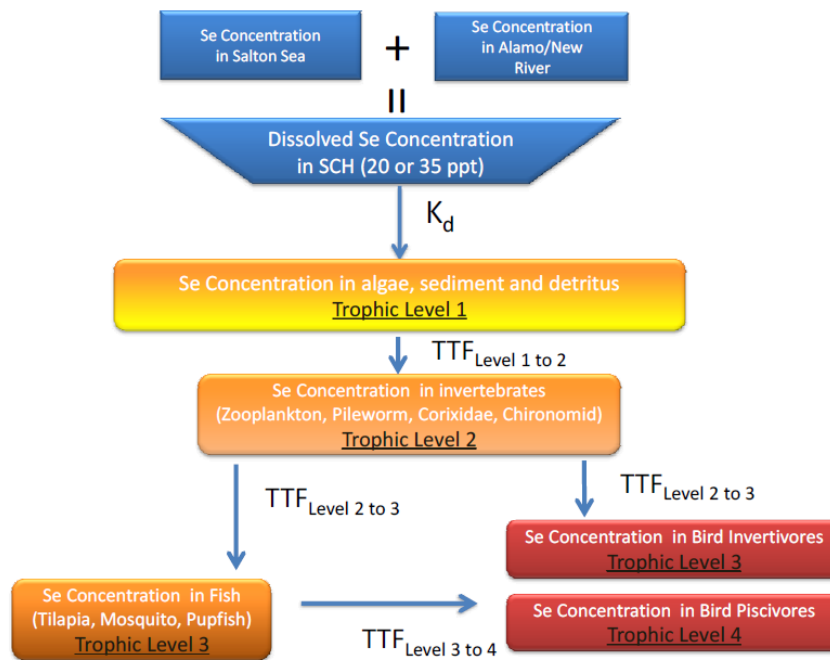 Se Concentration
in Salton Sea
+
Se Concentration
in Alamo/New
River
=
Dissolved Se Concentration
in SCH (20 or 35 ppt)
Kd
Se Concentration in algae, sediment and detritus
Trophic Level 1
TTFLevel 1 to 2
Se Concentration in invertebrates
(Zooplankton, Pileworm, Corixidae, Chironomid)
Trophic Level 2
TTFLevel 2 to 3
TTFLevel 2 to 3
Se Concentration in Bird Invertivores
Trophic Level 3
Se Concentration in Fish
(Tilapia, Mosquito, Pupfish)
Trophic Level 3
TTFLevel 3 to 4
Se Concentration in Bird Piscivores
Trophic Level 4